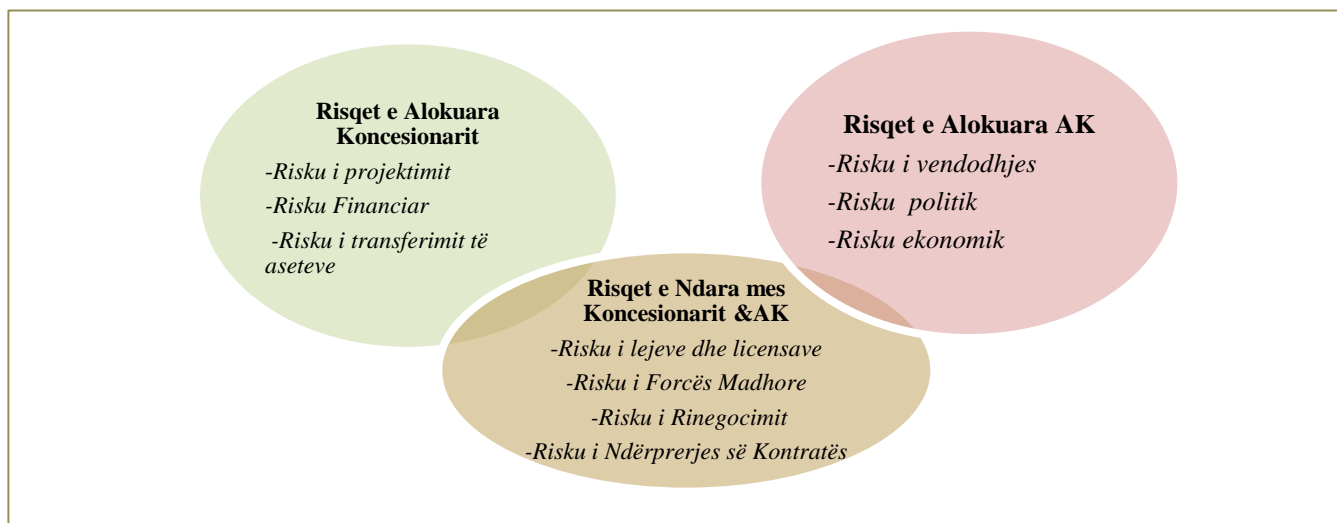 Risqet e Alokuara
Koncesionarit
-Risku i projektimit
-Risku Financiar
-Risku i transferimit të
aseteve
Risqet e Alokuara AK
-Risku i vendodhjes
-Risku politik
-Risku ekonomik
Risqet e Ndara mes
Koncesionarit &AK
-Risku i lejeve dhe licensave
-Risku i Forcës Madhore
-Risku i Rinegocimit
-Risku i Ndërprerjes së Kontratës